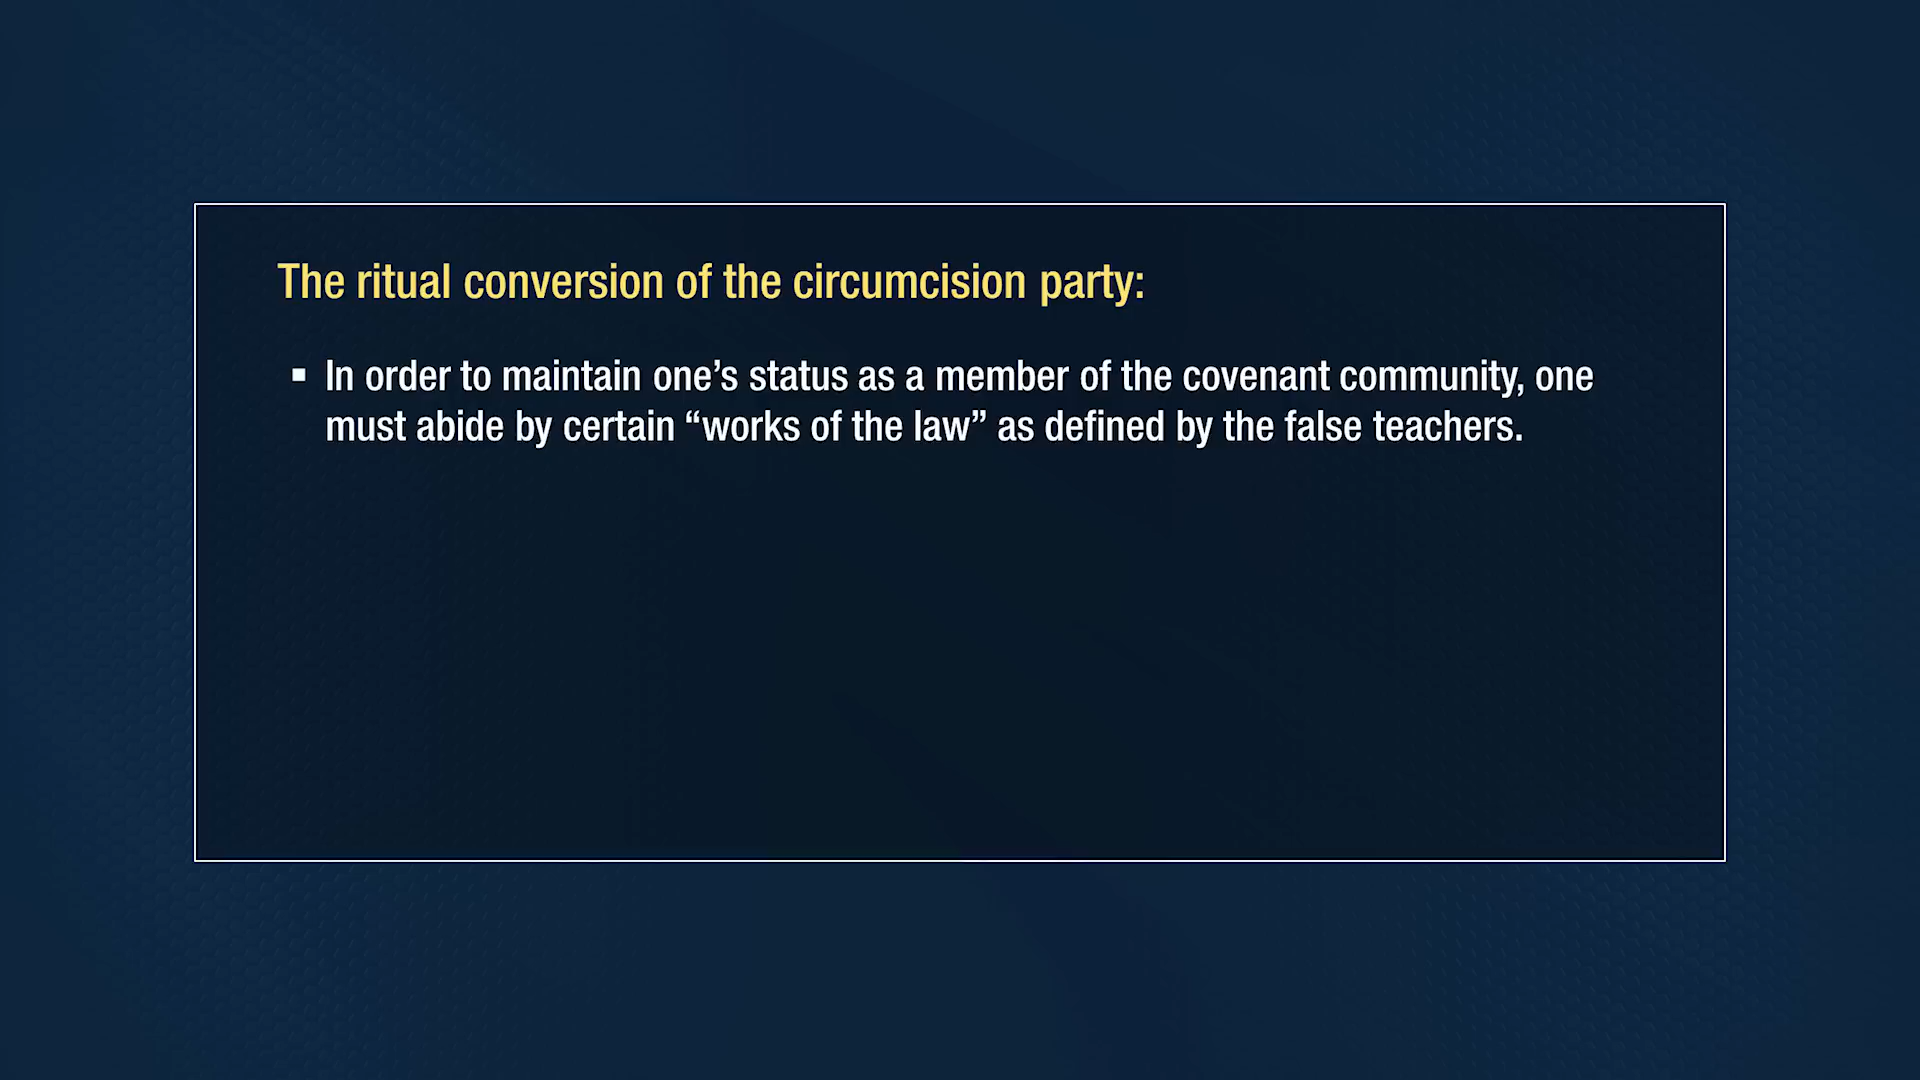 The ritual conversion of the circumcision party:
▪ In order to maintain one’s status as a member of the covenant community, one
must abide by certain “works of the law” as defined by the false teachers.